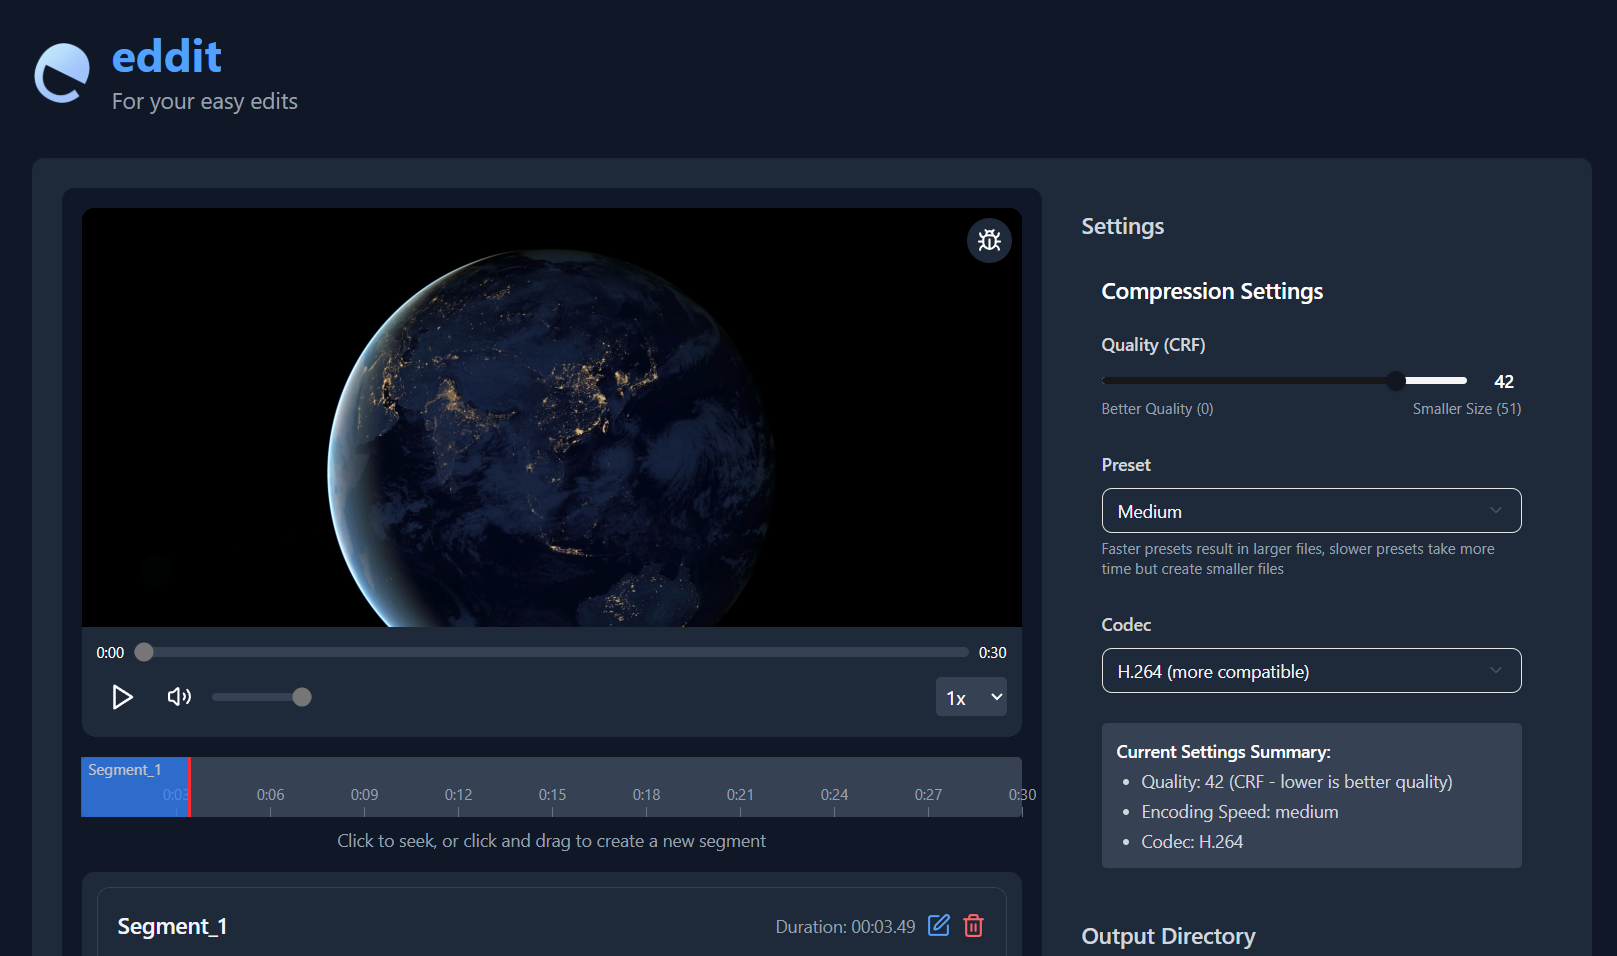 eddit
For your easy edits
0:00
0:30
1x
Segment_1
0:03
0:06
0:09
0:12
0:15
0:18
0:21
0:24
0:27
0:30
Click to seek, or click and drag to create a new segment
Segment_1
Duration: 00:03.49
Settings
Compression Settings
Quality (CRF)
42
Better Quality (0)
Smaller Size (51)
Preset
Medium
Faster presets result in larger files, slower presets take more
time but create smaller files
Codec
H.264 (more compatible)
Current Settings Summary:
• Quality: 42 (CRF - lower is better quality)
• Encoding Speed: medium
• Codec: H.264
Output Directory